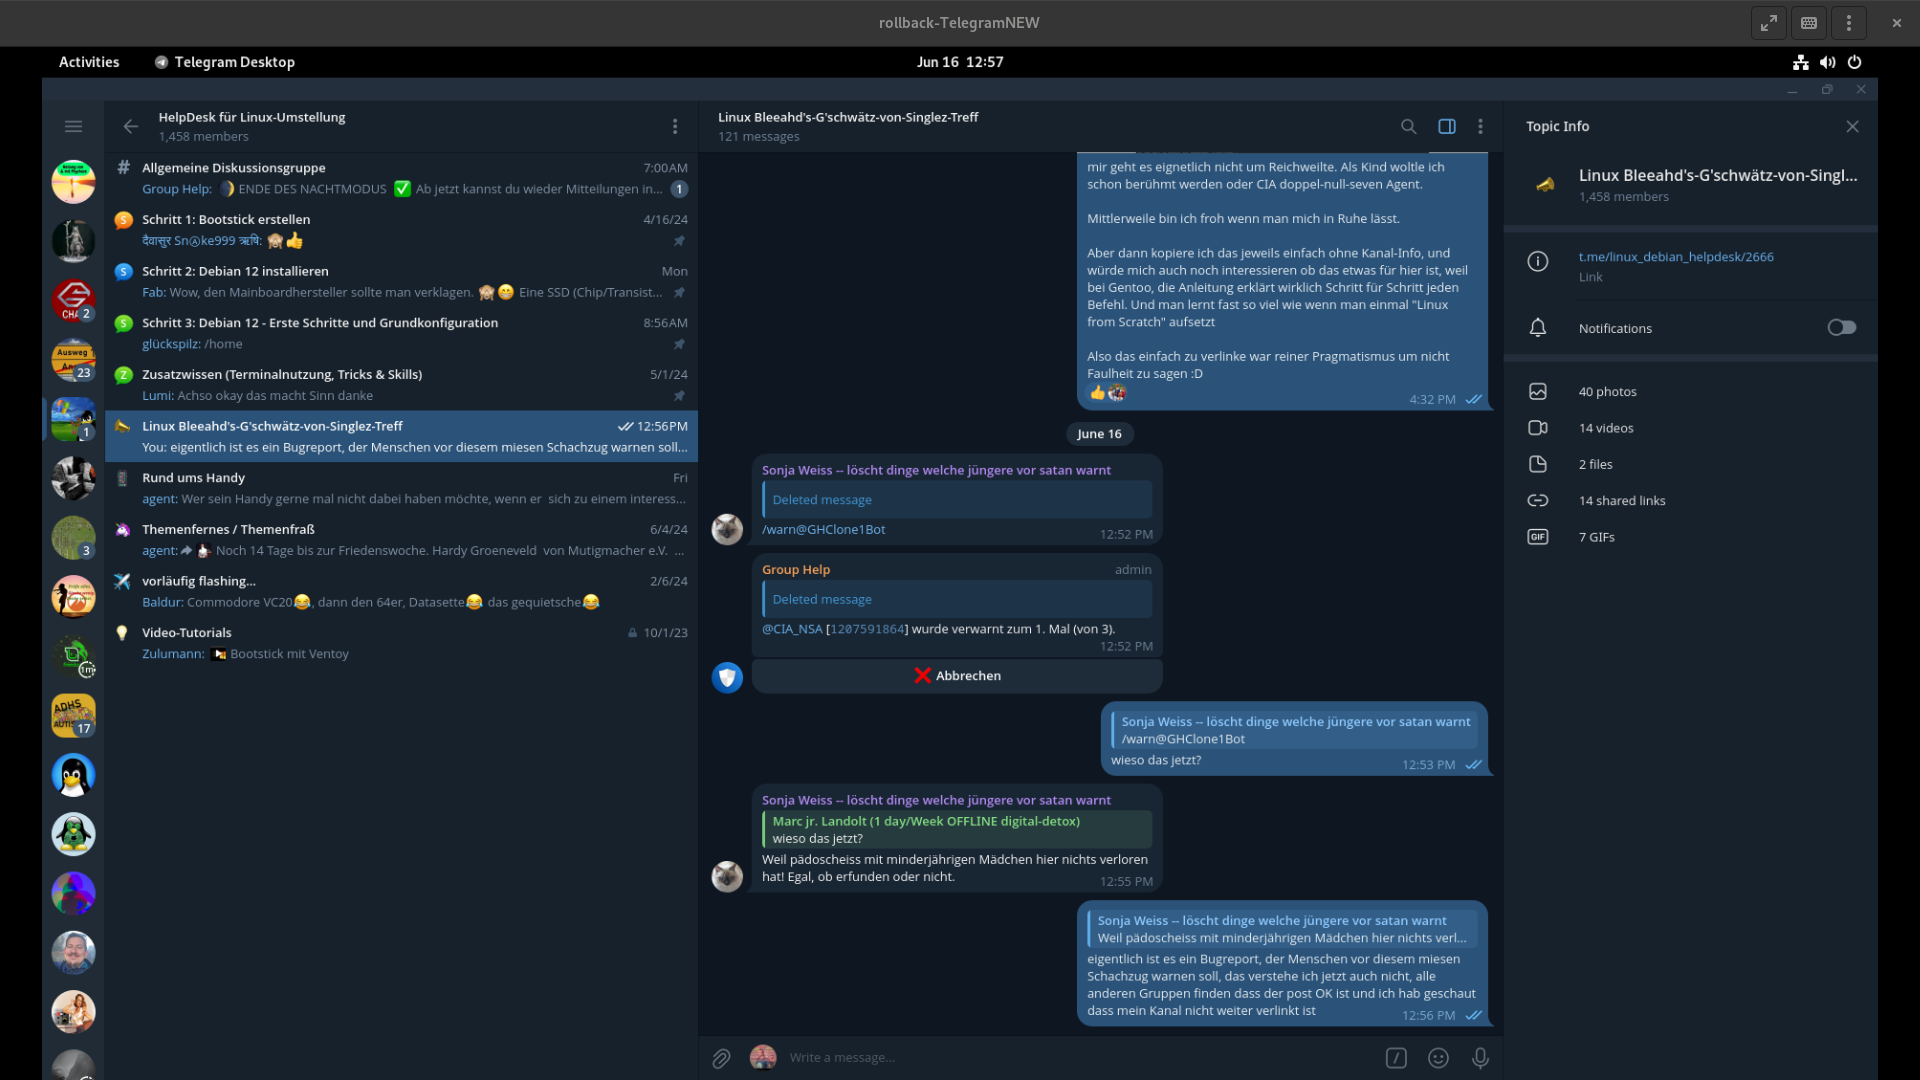 rollback-TelegramNEW
Activities
Telegram Desktop
Jun 16 12:57
HelpDesk für Linux-Umstellung
1,458 members
CHA
2
Ausweg
23
1
3
1m
ADHS
17
# Allgemeine Diskussionsgruppe 7:00AM
Group Help: 🌒 ENDE DES NACHTMODUS ✅ Ab jetzt kannst du wieder Mitteilungen in... 1
S Schritt 1: Bootstick erstellen 4/16/24
दैवासुर SnⒶke999 ऋषि: 🙈👍
S Schritt 2: Debian 12 installieren Mon
Fab: Wow, den Mainboardhersteller sollte man verklagen. 🙈😁 Eine SSD (Chip/Transist...
S Schritt 3: Debian 12 - Erste Schritte und Grundkonfiguration 8:56AM
glückspilz: /home
Z Zusatzwissen (Terminalnutzung, Tricks & Skills) 5/1/24
Lumi: Achso okay das macht Sinn danke
Linux Bleeahd's-G'schwätz-von-Singlez-Treff 12:56PM
You: eigentlich ist es ein Bugreport, der Menschen vor diesem miesen Schachzug warnen soll...
Rund ums Handy Fri
agent: Wer sein Handy gerne mal nicht dabei haben möchte, wenn er sich zu einem interess...
Themenfernes / Themenfraß 6/4/24
agent: Noch 14 Tage bis zur Friedenswoche. Hardy Groeneveld von Mutigmacher e.V. ...
vorläufig flashing... 2/6/24
Baldur: Commodore VC20😂, dann den 64er, Datasette😂 das gequietsche😂
Video-Tutorials 10/1/23
Zulumann: Bootstick mit Ventoy
Linux Bleeahd's-G'schwätz-von-Singlez-Treff
121 messages
mir geht es eignetlich nicht um Reichweilte. Als Kind woltle ich
schon berühmt werden oder CIA doppel-null-seven Agent.
Mittlerweile bin ich froh wenn man mich in Ruhe lässt.
Aber dann kopiere ich das jeweils einfach ohne Kanal-Info, und
würde mich auch noch interessieren ob das etwas für hier ist, weil
bei Gentoo, die Anleitung erklärt wirklich Schritt für Schritt jeden
Befehl. Und man lernt fast so viel wie wenn man einmal "Linux
from Scratch" aufsetzt
Also das einfach zu verlinke war reiner Pragmatismus um nicht
Faulheit zu sagen :D
👍
4:32 PM
June 16
Sonja Weiss -- löscht dinge welche jüngere vor satan warnt
Deleted message
/warn@GHClone1Bot
12:52 PM
Group Help admin
Deleted message
@CIA_NSA [1207591864] wurde verwarnt zum 1. Mal (von 3).
12:52 PM
❌ Abbrechen
Sonja Weiss -- löscht dinge welche jüngere vor satan warnt
/warn@GHClone1Bot
wieso das jetzt?
12:53 PM
Sonja Weiss -- löscht dinge welche jüngere vor satan warnt
Marc jr. Landolt (1 day/Week OFFLINE digital-detox)
wieso das jetzt?
Weil pädoscheiss mit minderjährigen Mädchen hier nichts verloren
hat! Egal, ob erfunden oder nicht.
12:55 PM
Sonja Weiss -- löscht dinge welche jüngere vor satan warnt
Weil pädoscheiss mit minderjährigen Mädchen hier nichts verl...
eigentlich ist es ein Bugreport, der Menschen vor diesem miesen
Schachzug warnen soll, das verstehe ich jetzt auch nicht, alle
anderen Gruppen finden dass der post OK ist und ich hab geschaut
dass mein Kanal nicht weiter verlinkt ist
12:56 PM
Write a message...
Topic Info
Linux Bleeahd's-G'schwätz-von-Singl...
1,458 members
t.me/linux_debian_helpdesk/2666
Link
Notifications
40 photos
14 videos
2 files
14 shared links
GIF 7 GIFs